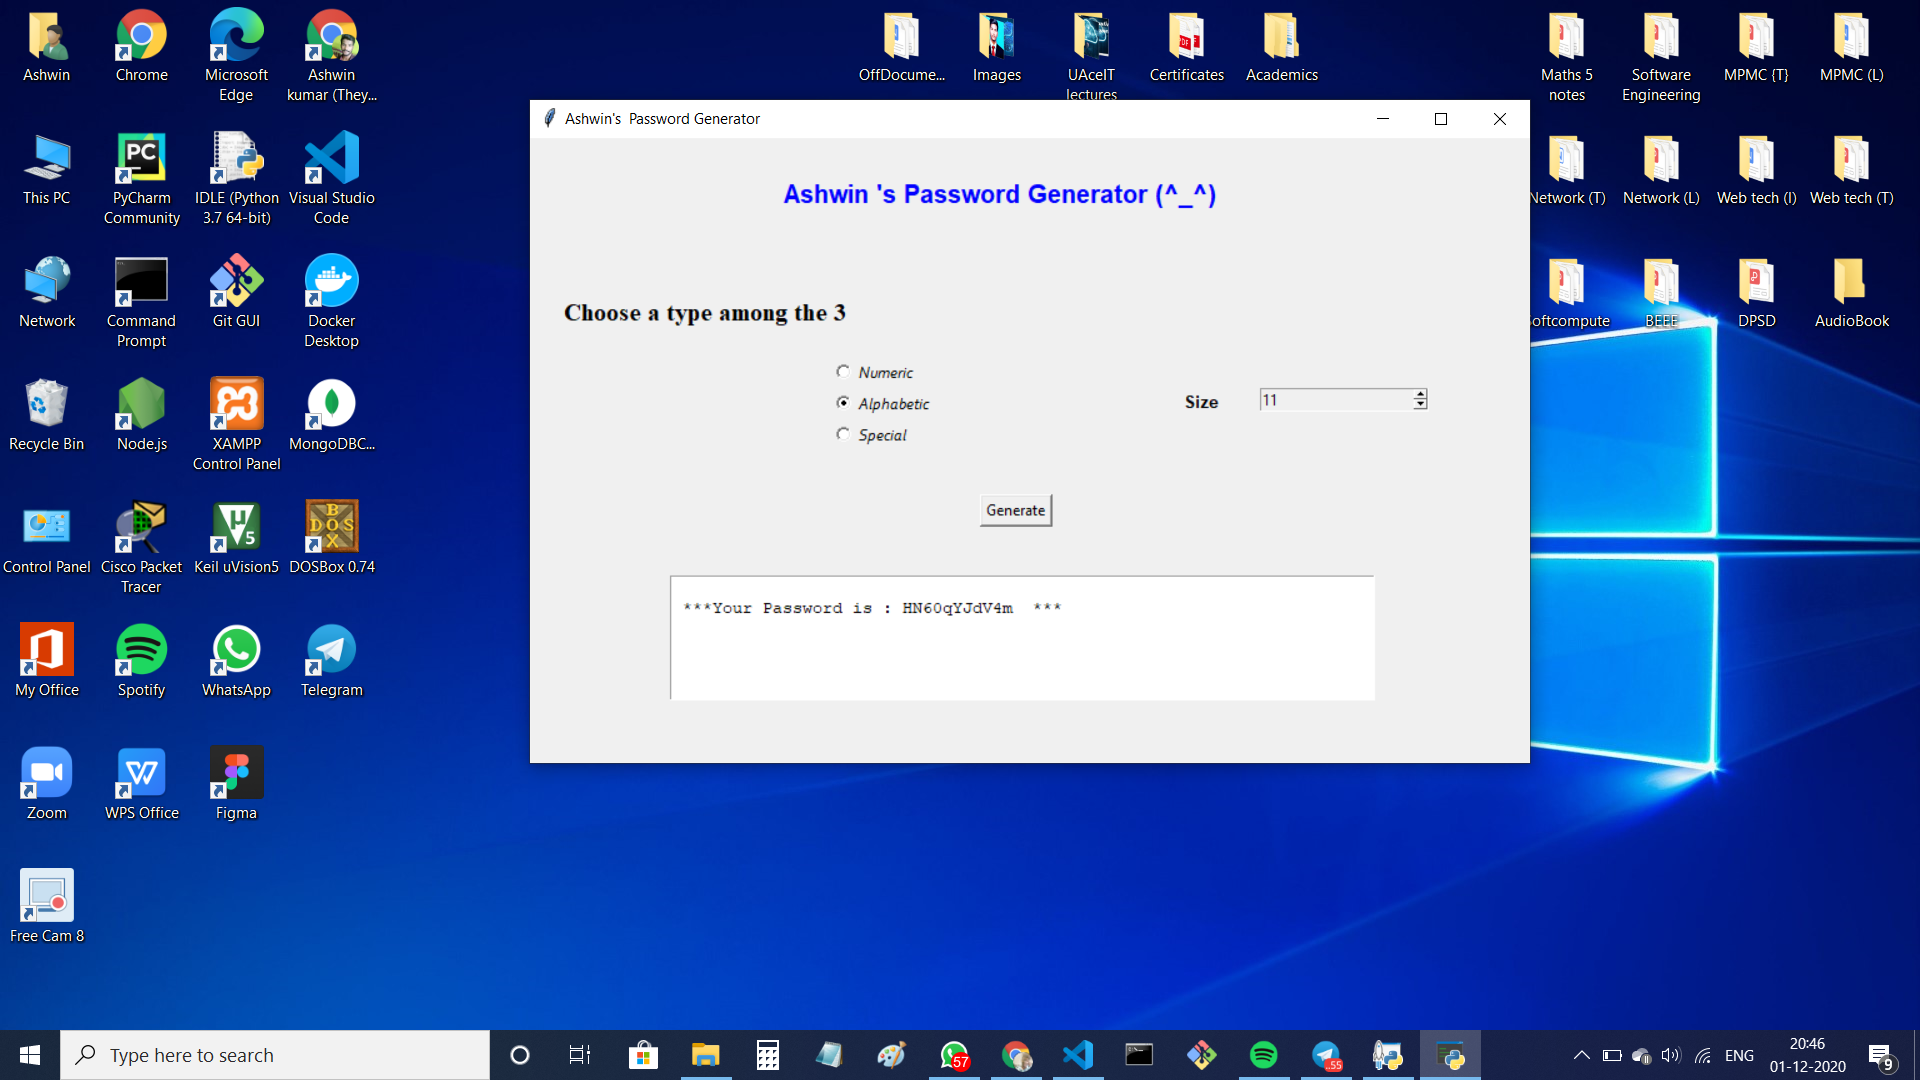 Ashwin
Chrome
Microsoft
Edge
Ashwin
kumar (They...
OffDocume...
Images
UAceIT
lectures
Certificates
Academics
Maths 5
notes
Software
Engineering
MPMC {T}
MPMC (L)
Ashwin's  Password Generator
Ashwin 's Password Generator (^_^)
This PC
PyCharm
Community
IDLE (Python
3.7 64-bit)
Visual Studio
Code
Network (T)
Network (L)
Web tech (I)
Web tech (T)
Network
Command
Prompt
Git GUI
Docker
Desktop
Choose a type among the 3
oftcompute
BEEE
DPSD
AudioBook
Numeric
Alphabetic
Special
Size
11
Recycle Bin
Node.js
XAMPP
Control Panel
MongoDBC...
Generate
Control Panel
Cisco Packet
Tracer
Keil uVision5
DOSBox 0.74
***Your Password is : HN60qYJdV4m  ***
My Office
Spotify
WhatsApp
Telegram
Zoom
WPS Office
Figma
Free Cam 8
Type here to search
57
55
ENG
20:46
01-12-2020
9